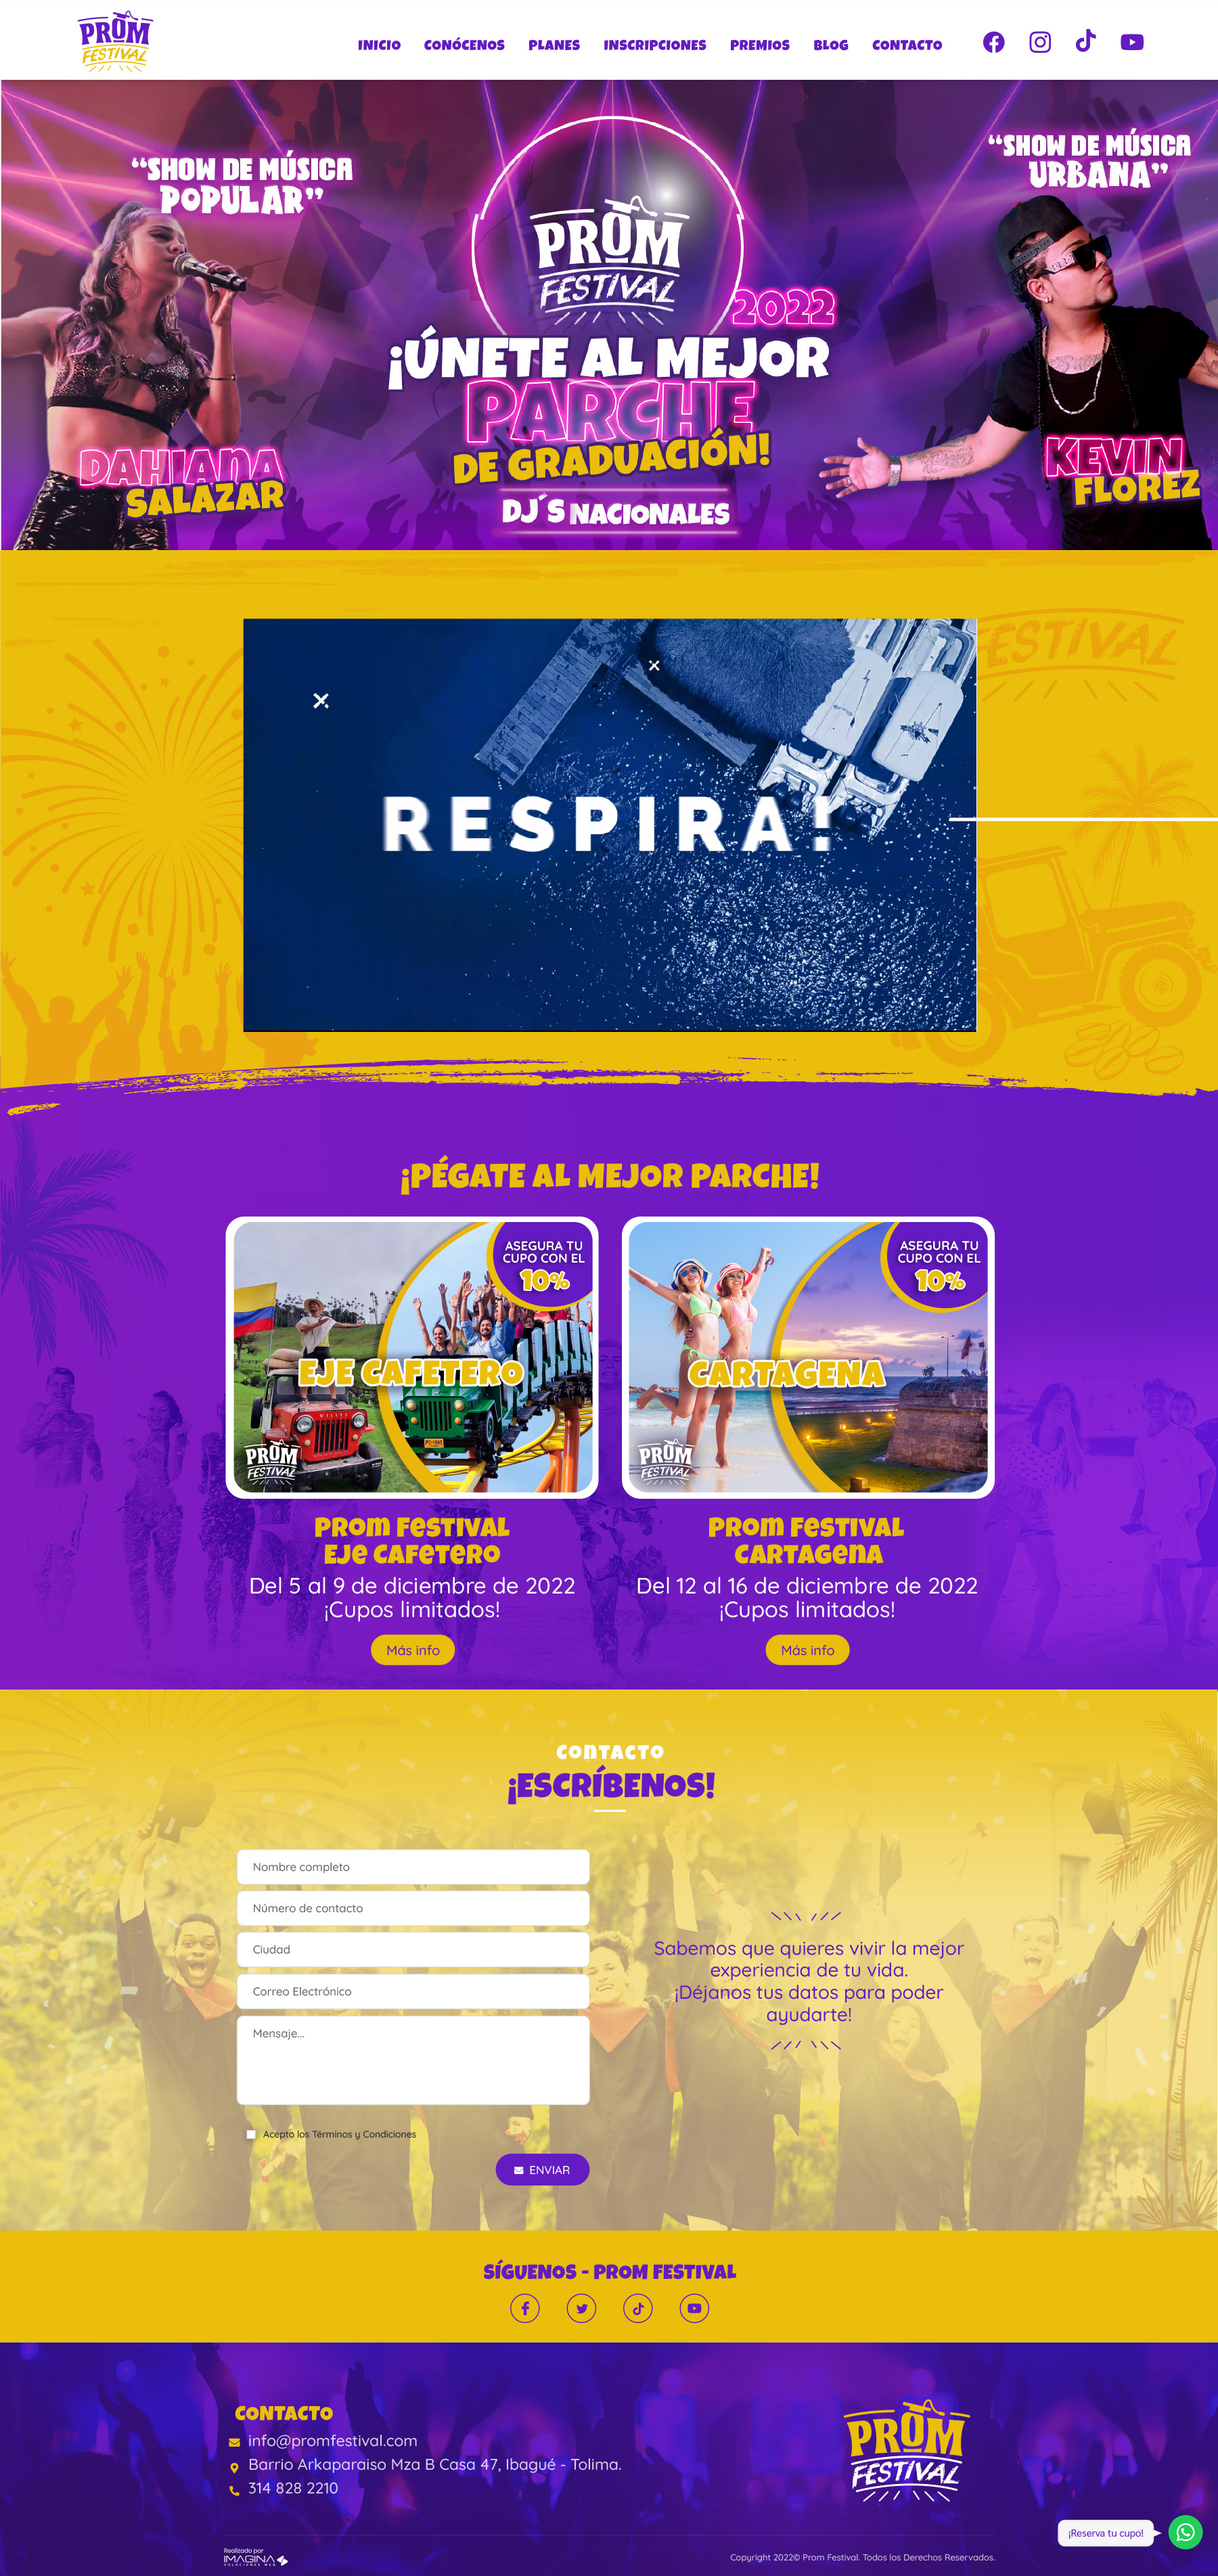 PROM
FESTIVAL
INICIO CONÓCENOS PLANES INSCRIPCIONES PREMIOS BLOG CONTACTO
“SHOW DE MÚSICA
POPULAR”
“SHOW DE MÚSICA
URBANA”
PROM
FESTIVAL
2022
¡ÚNETE AL MEJOR
PARCHE
DE GRADUACIÓN!
DJ´S NACIONALES
DAHIANA
SALAZAR
KEVIN
FLOREZ
FESTIVAL
RESPIRA!
¡PÉGATE AL MEJOR PARCHE!
ASEGURA TU
CUPO CON EL
10%
EJE CAFETERO
WILLYS
PROM
FESTIVAL
ASEGURA TU
CUPO CON EL
10%
CARTAGENA
PROM
FESTIVAL
PROM FESTIVAL
EJE CAFETERO
Del 5 al 9 de diciembre de 2022
¡Cupos limitados!
Más info
PROM FESTIVAL
CARTAGENA
Del 12 al 16 de diciembre de 2022
¡Cupos limitados!
Más info
CONTACTO
¡ESCRÍBENOS!
Nombre completo
Número de contacto
Ciudad
Correo Electrónico
Mensaje...
Acepto los Términos y Condiciones
ENVIAR
Sabemos que quieres vivir la mejor
experiencia de tu vida.
¡Déjanos tus datos para poder
ayudarte!
SÍGUENOS - PROM FESTIVAL
CONTACTO
info@promfestival.com
Barrio Arkaparaiso Mza B Casa 47, Ibagué - Tolima.
314 828 2210
PROM
FESTIVAL
¡Reserva tu cupo!
Realizado por
IMAGINA
SOLUCIONES WEB
Copyright 2022© Prom Festival. Todos los Derechos Reservados.